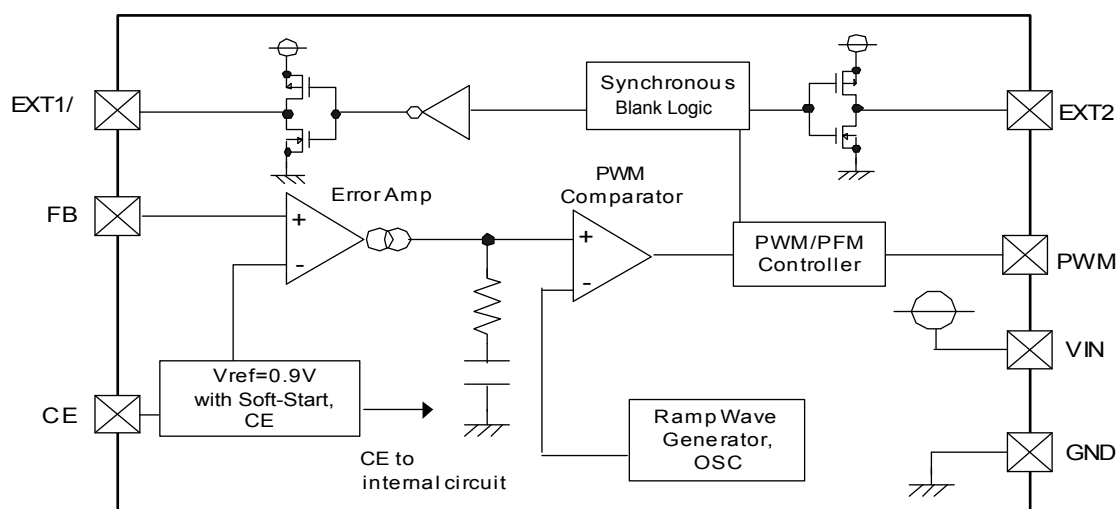 EXT1/
Synchronous
Blank Logic
EXT2
FB
Error Amp
+
-
PWM
Comparator
+
-
PWM/PFM
Controller
PWM
VIN
CE
Vref=0.9V
with Soft-Start,
CE
CE to
internal circuit
Ramp Wave
Generator,
OSC
GND